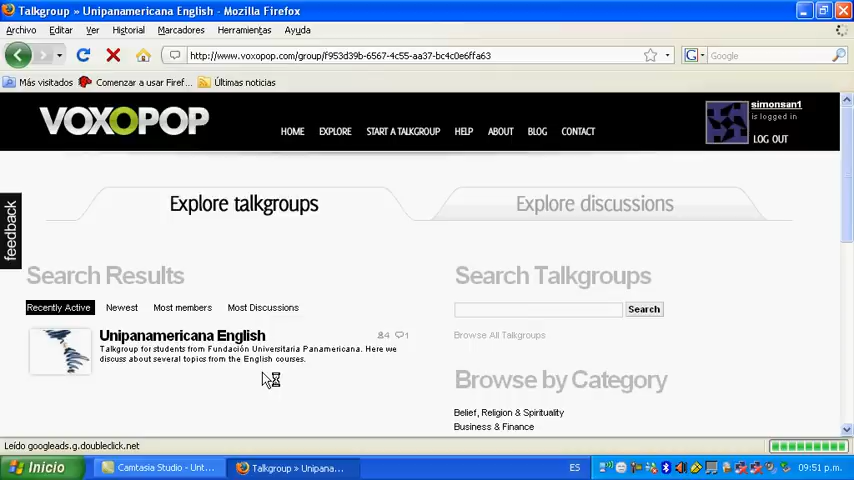 Talkgroup » Unipanamericana English - Mozilla Firefox
Archivo Editar Ver Historial Marcadores Herramientas Ayuda
http://www.voxopop.com/group/f953d39b-6567-4c55-aa37-bc4c0e6ffa63
Google
Más visitados Comenzar a usar Firef... Últimas noticias
VOXOPOP
HOME EXPLORE START A TALKGROUP HELP ABOUT BLOG CONTACT
simonsan1
is logged in
LOG OUT
feedback
Explore talkgroups
Explore discussions
Search Results
Search Talkgroups
Recently Active Newest Most members Most Discussions
Search
Unipanamericana English
4 1
Browse All Talkgroups
Talkgroup for students from Fundación Universitaria Panamericana. Here we
discuss about several topics from the English courses.
Browse by Category
Belief, Religion & Spirituality
Business & Finance
Leído googleads.g.doubleclick.net
Inicio
Camtasia Studio - Unt...
Talkgroup » Unipana...
ES
09:51 p.m.